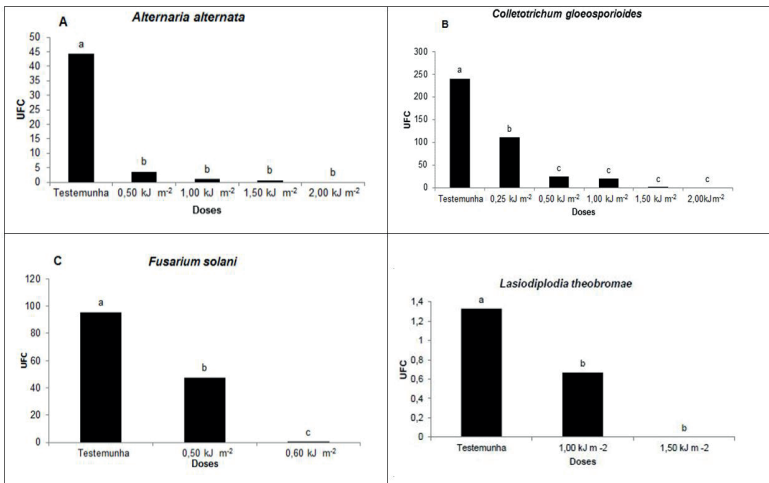 A
Alternaria alternata
50
45
40
35
30
25
20
15
10
5
0
UFC
a
b
b
b
b
Testemunha 0,50 kJ m⁻² 1,00 kJ m⁻² 1,50 kJ m⁻² 2,00 kJ m⁻²
Doses
B
Colletotrichum gloeosporioides
300
250
200
150
100
50
0
UFC
a
b
c
c
c
c
Testemunha 0,25 kJ m⁻² 0,50 kJ m⁻² 1,00 kJ m⁻² 1,50 kJ m⁻² 2,00kJ m⁻²
Doses
C
Fusarium solani
120
100
80
60
40
20
0
UFC
a
b
c
Testemunha 0,50 kJ m⁻² 0,60 kJ m⁻²
Doses
Lasiodiplodia theobromae
1,4
1,2
1
0,8
0,6
0,4
0,2
0
UFC
a
b
b
Testemunha 1,00 kJ m -2 1,50 kJ m -2
Doses